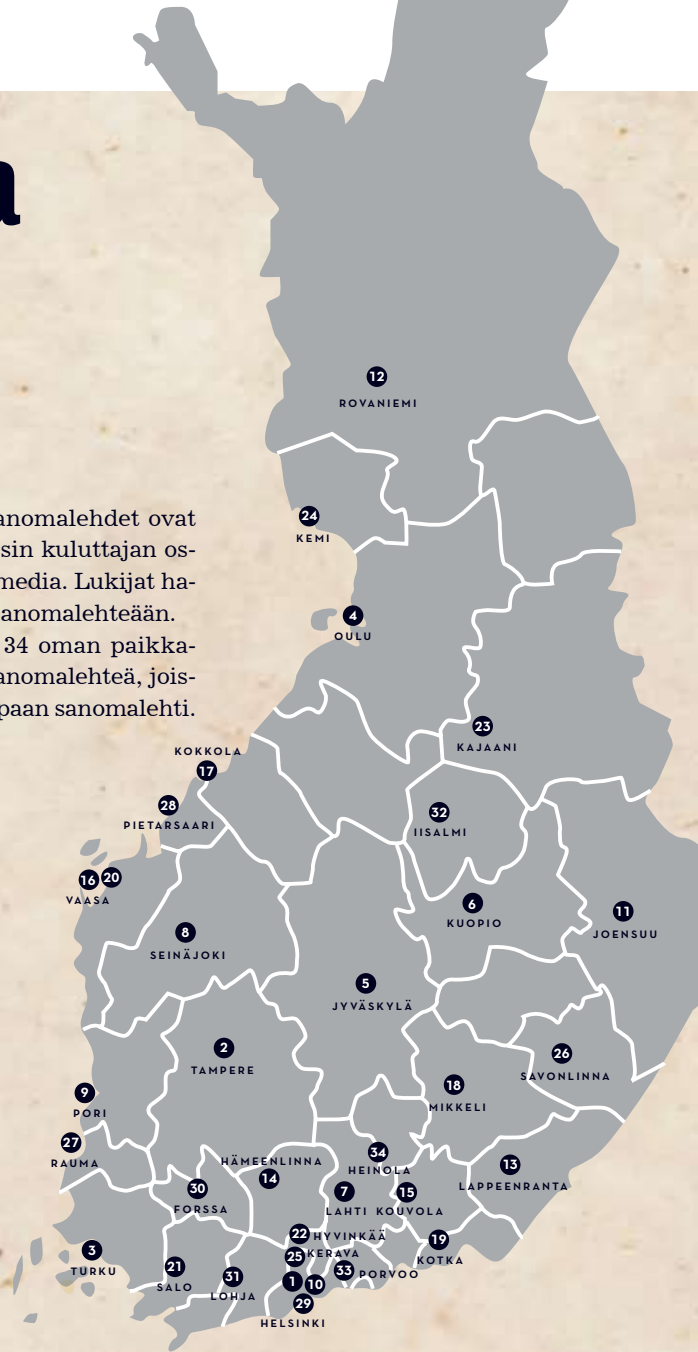 a
12
ROVANIEMI
anomalehdet ovat
sin kuluttajan os-
media. Lukijat ha-
anomalehteään.
34 oman paikka-
anomalehteä, jois-
paan sanomalehti.
24
KEMI
4
OULU
23
KAJAANI
KOKKOLA
17
28
PIETARSAARI
32
IISALMI
16 20
VAASA
6
KUOPIO
11
JOENSUU
8
SEINÄJOKI
5
JYVÄSKYLÄ
2
TAMPERE
26
SAVONLINNA
9
PORI
18
MIKKELI
27
RAUMA
34
HEINOLA
HÄMEENLINNA
14
13
LAPPEENRANTA
30
FORSSA
7
LAHTI
15
KOUVOLA
22 HYVINKÄÄ
19
KOTKA
3
TURKU
25 KERAVA
21
SALO
31
LOHJA
33 PORVOO
1 10
29
HELSINKI